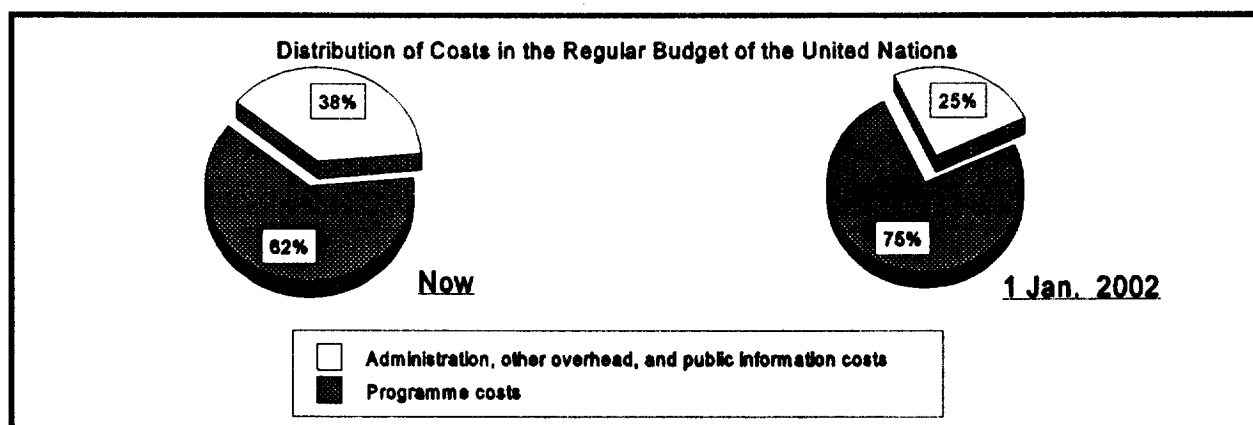 Distribution of Costs in the Regular Budget of the United Nations
38%
62%
Now
25%
75%
1 Jan. 2002
Administration, other overhead, and public information costs
Programme costs